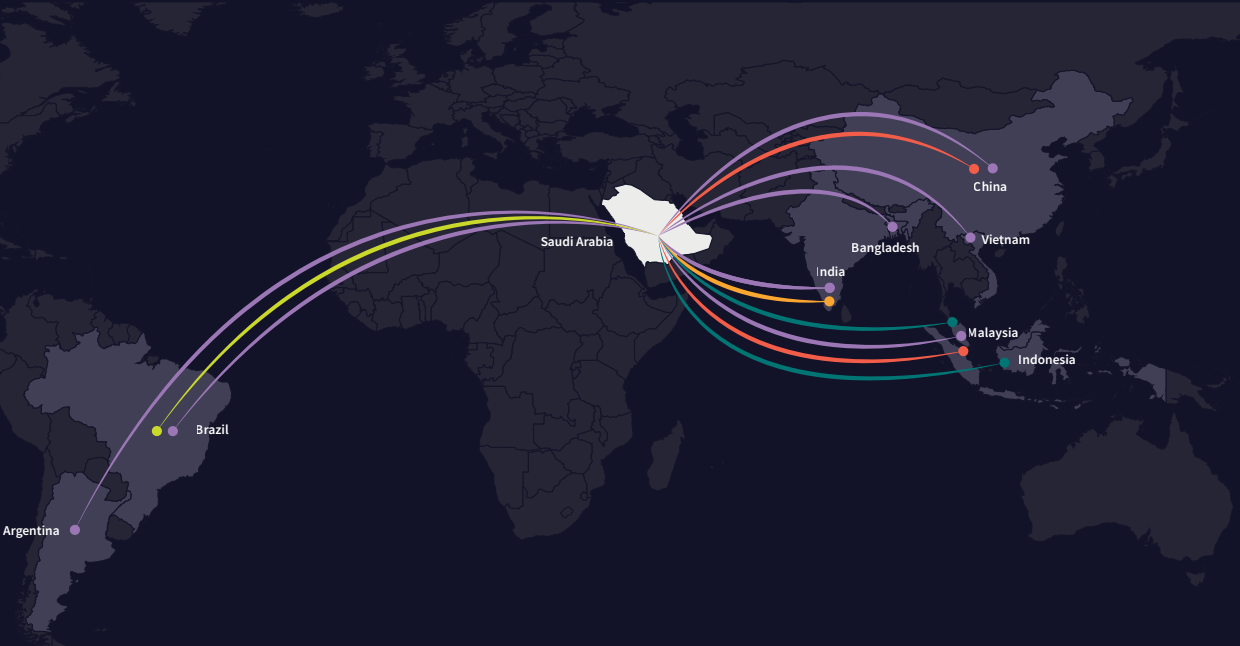 China
Saudi Arabia
Vietnam
Bangladesh
India
Malaysia
Indonesia
Brazil
Argentina